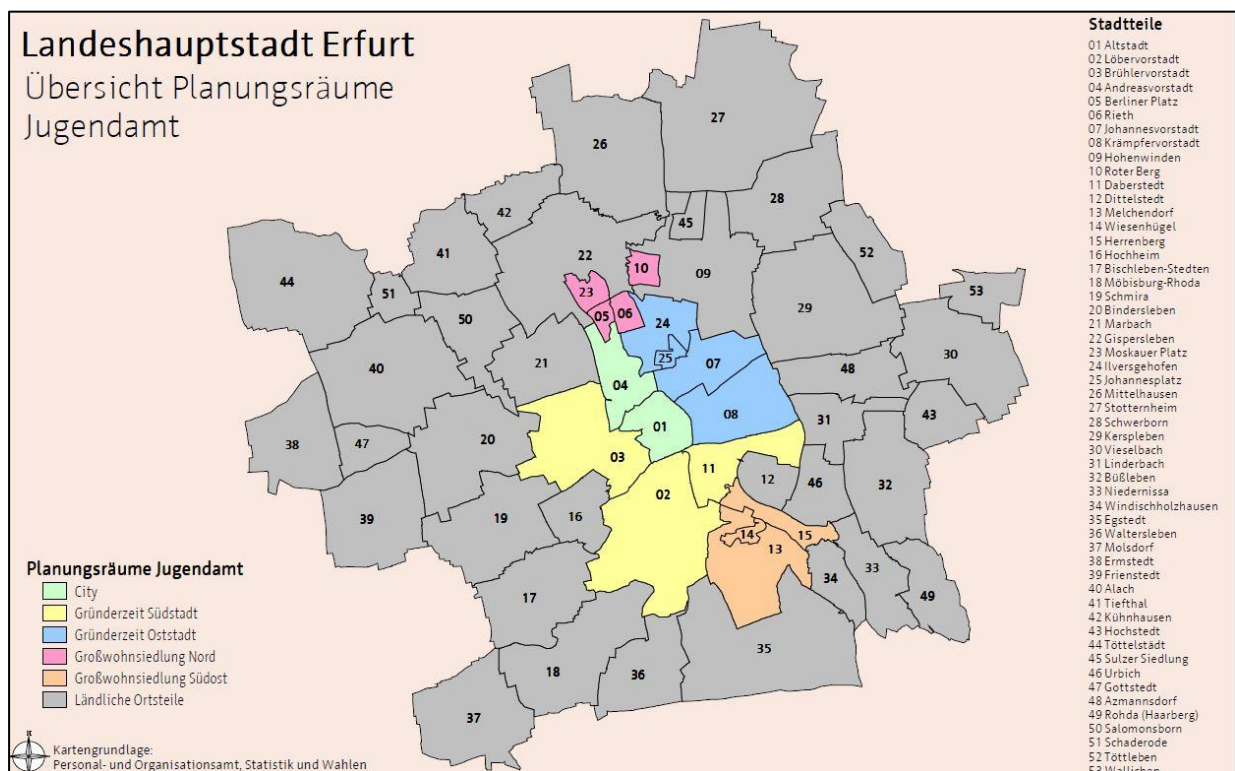 Landeshauptstadt Erfurt
Übersicht Planungsräume
Jugendamt
27
26
28
42
45
41
52
22
10
09
44
53
51
23
50
29
05
06
24
30
25
21
07
40
48
04
43
08
31
01
38
47
20
03
11
12
46
32
02
39
19
16
14
15
13
33
34
49
17
35
18
36
37
Planungsräume Jugendamt
City
Gründerzeit Südstadt
Gründerzeit Oststadt
Großwohnsiedlung Nord
Großwohnsiedlung Südost
Ländliche Ortsteile
N
Kartengrundlage:
Personal- und Organisationsamt, Statistik und Wahlen
Stadtteile
01 Altstadt
02 Löbervorstadt
03 Brühlervorstadt
04 Andreasvorstadt
05 Berliner Platz
06 Rieth
07 Johannesvorstadt
08 Krämpfervorstadt
09 Hohenwinden
10 Roter Berg
11 Daberstedt
12 Dittelstedt
13 Melchendorf
14 Wiesenhügel
15 Herrenberg
16 Hochheim
17 Bischleben-Stedten
18 Möbisburg-Rhoda
19 Schmira
20 Bindersleben
21 Marbach
22 Gispersleben
23 Moskauer Platz
24 Ilversgehofen
25 Johannesplatz
26 Mittelhausen
27 Stotternheim
28 Schwerborn
29 Kerspleben
30 Vieselbach
31 Linderbach
32 Büßleben
33 Niedernissa
34 Windischholzhausen
35 Egstedt
36 Waltersleben
37 Molsdorf
38 Ermstedt
39 Frienstedt
40 Alach
41 Tiefthal
42 Kühnhausen
43 Hochstedt
44 Töttelstädt
45 Sulzer Siedlung
46 Urbich
47 Gottstedt
48 Azmannsdorf
49 Rohda (Haarberg)
50 Salomonsborn
51 Schaderode
52 Töttleben
53 Wallichen